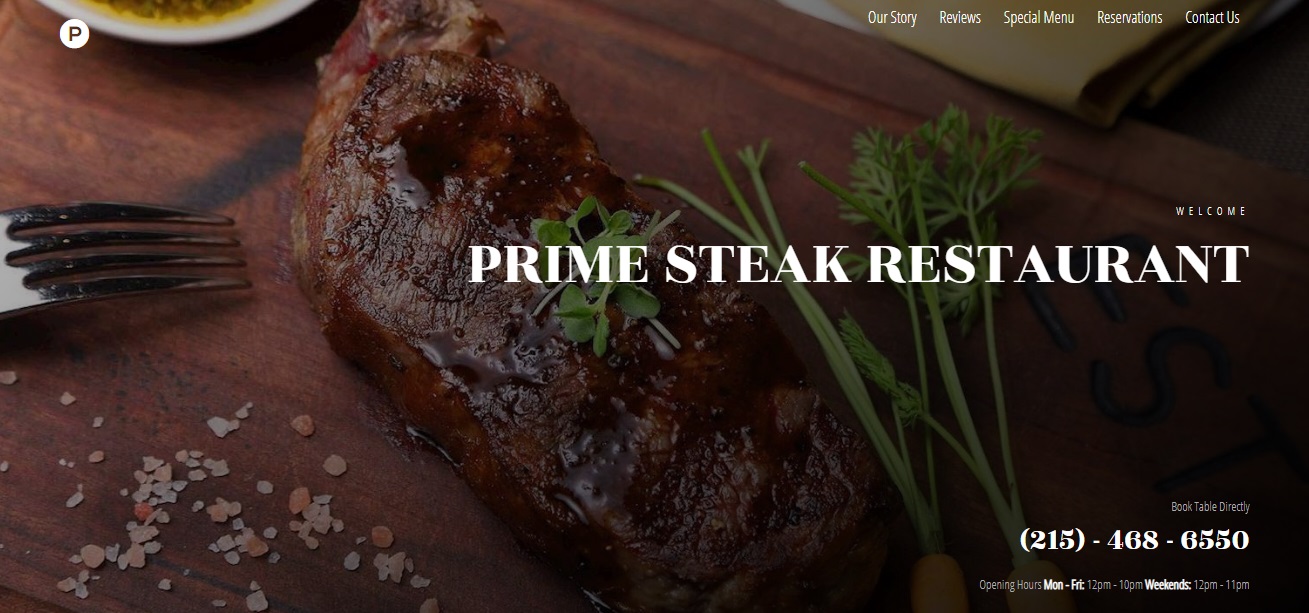 P
Our Story Reviews Special Menu Reservations Contact Us
WELCOME
PRIME STEAK RESTAURANT
EST
Book Table Directly
(215) - 468 - 6550
Opening Hours Mon - Fri: 12pm - 10pm Weekends: 12pm - 11pm